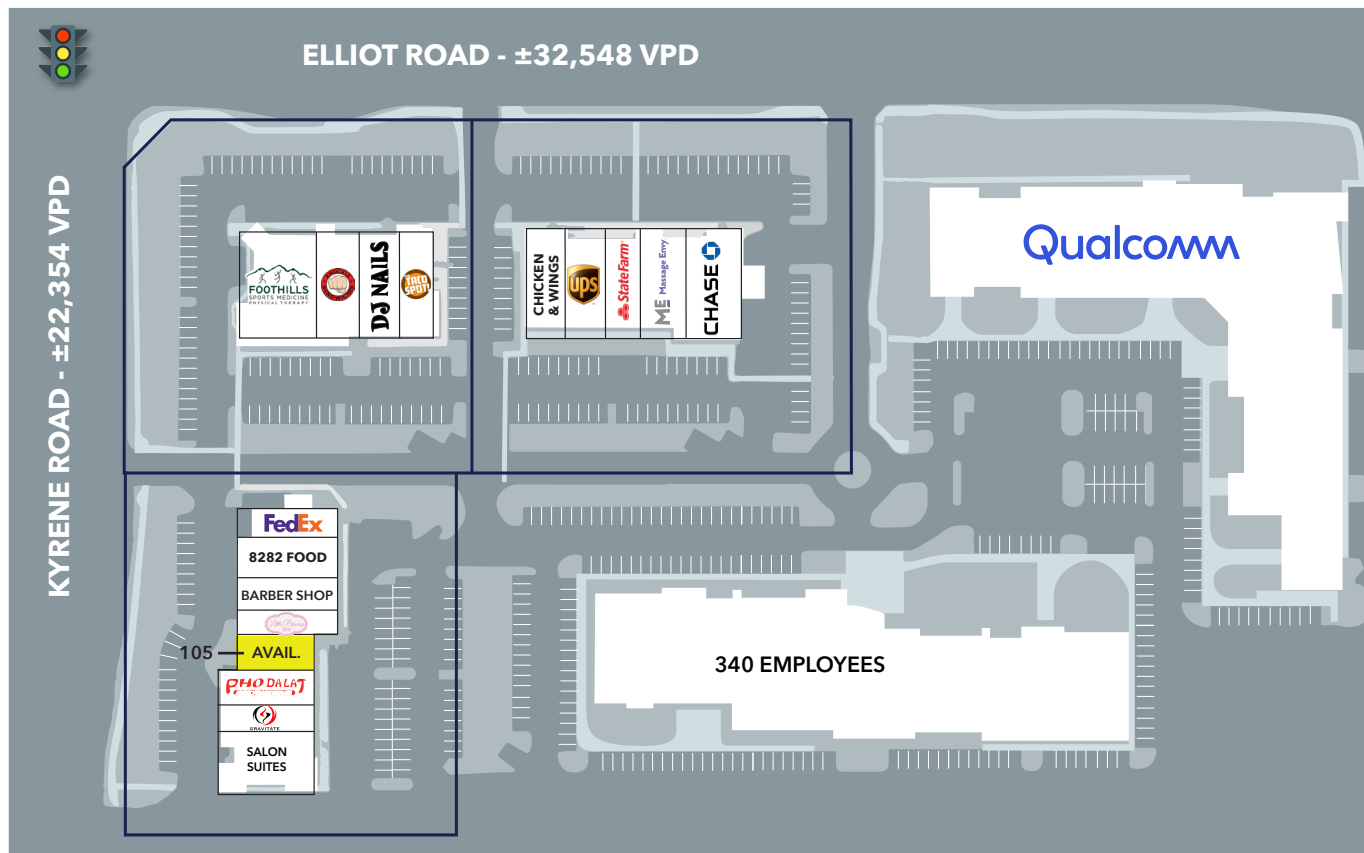 ELLIOT ROAD - ±32,548 VPD
KYRENE ROAD - ±22,354 VPD
FOOTHILLS
SPORTS MEDICINE
PHYSICAL THERAPY
DJ NAILS
TACO
SPOT!
CHICKEN
& WINGS
ups
StateFarm
ME Massage Envy
CHASE
Qualcomm
FedEx
8282 FOOD
BARBER SHOP
105
AVAIL.
PHO DALAT
GRAVITATE
SALON
SUITES
340 EMPLOYEES